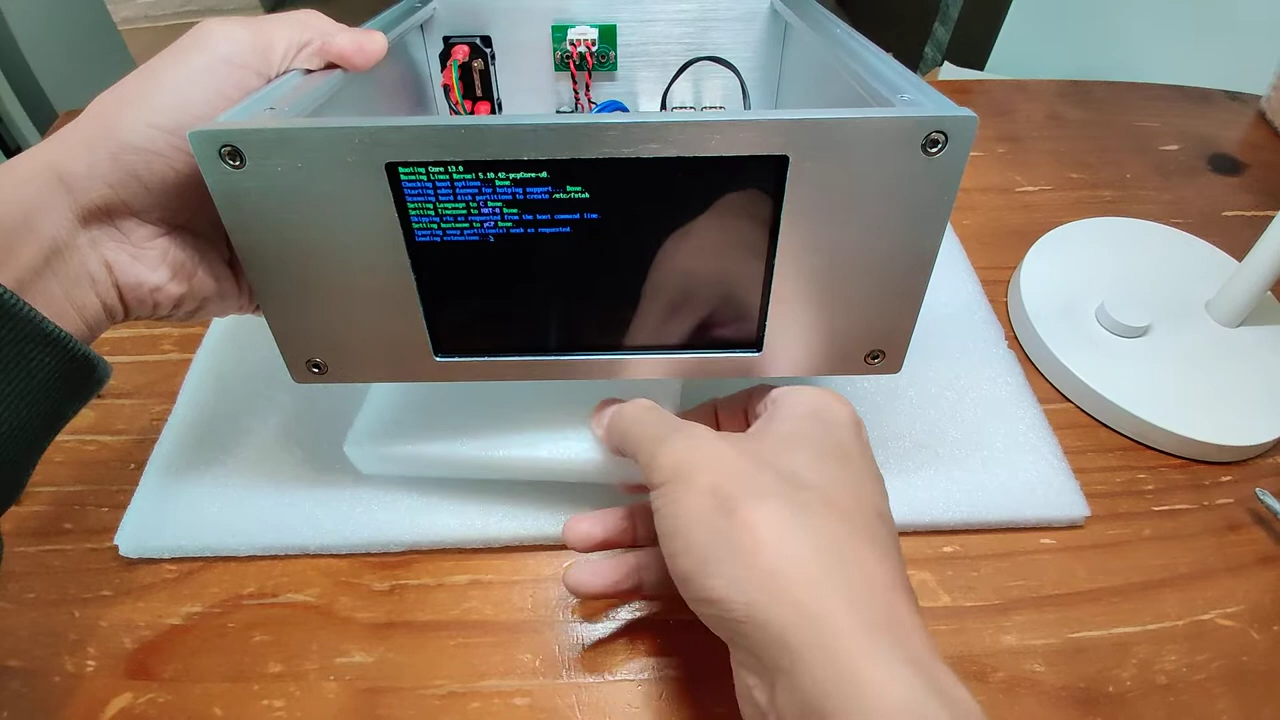 Booting Core 13.0
Running Linux Kernel 5.10.42-pcpCore-v8.
Checking boot options... Done.
Starting udev daemon for hotplug support... Done.
Scanning hard disk partitions to create /etc/fstab
Setting Language to C Done.
Setting Timezone to HKT-8 Done.
Skipping rtc as requested from the boot command line.
Setting hostname to pCP Done.
Ignoring swap partition(s) seek as requested.
Loading extensions...